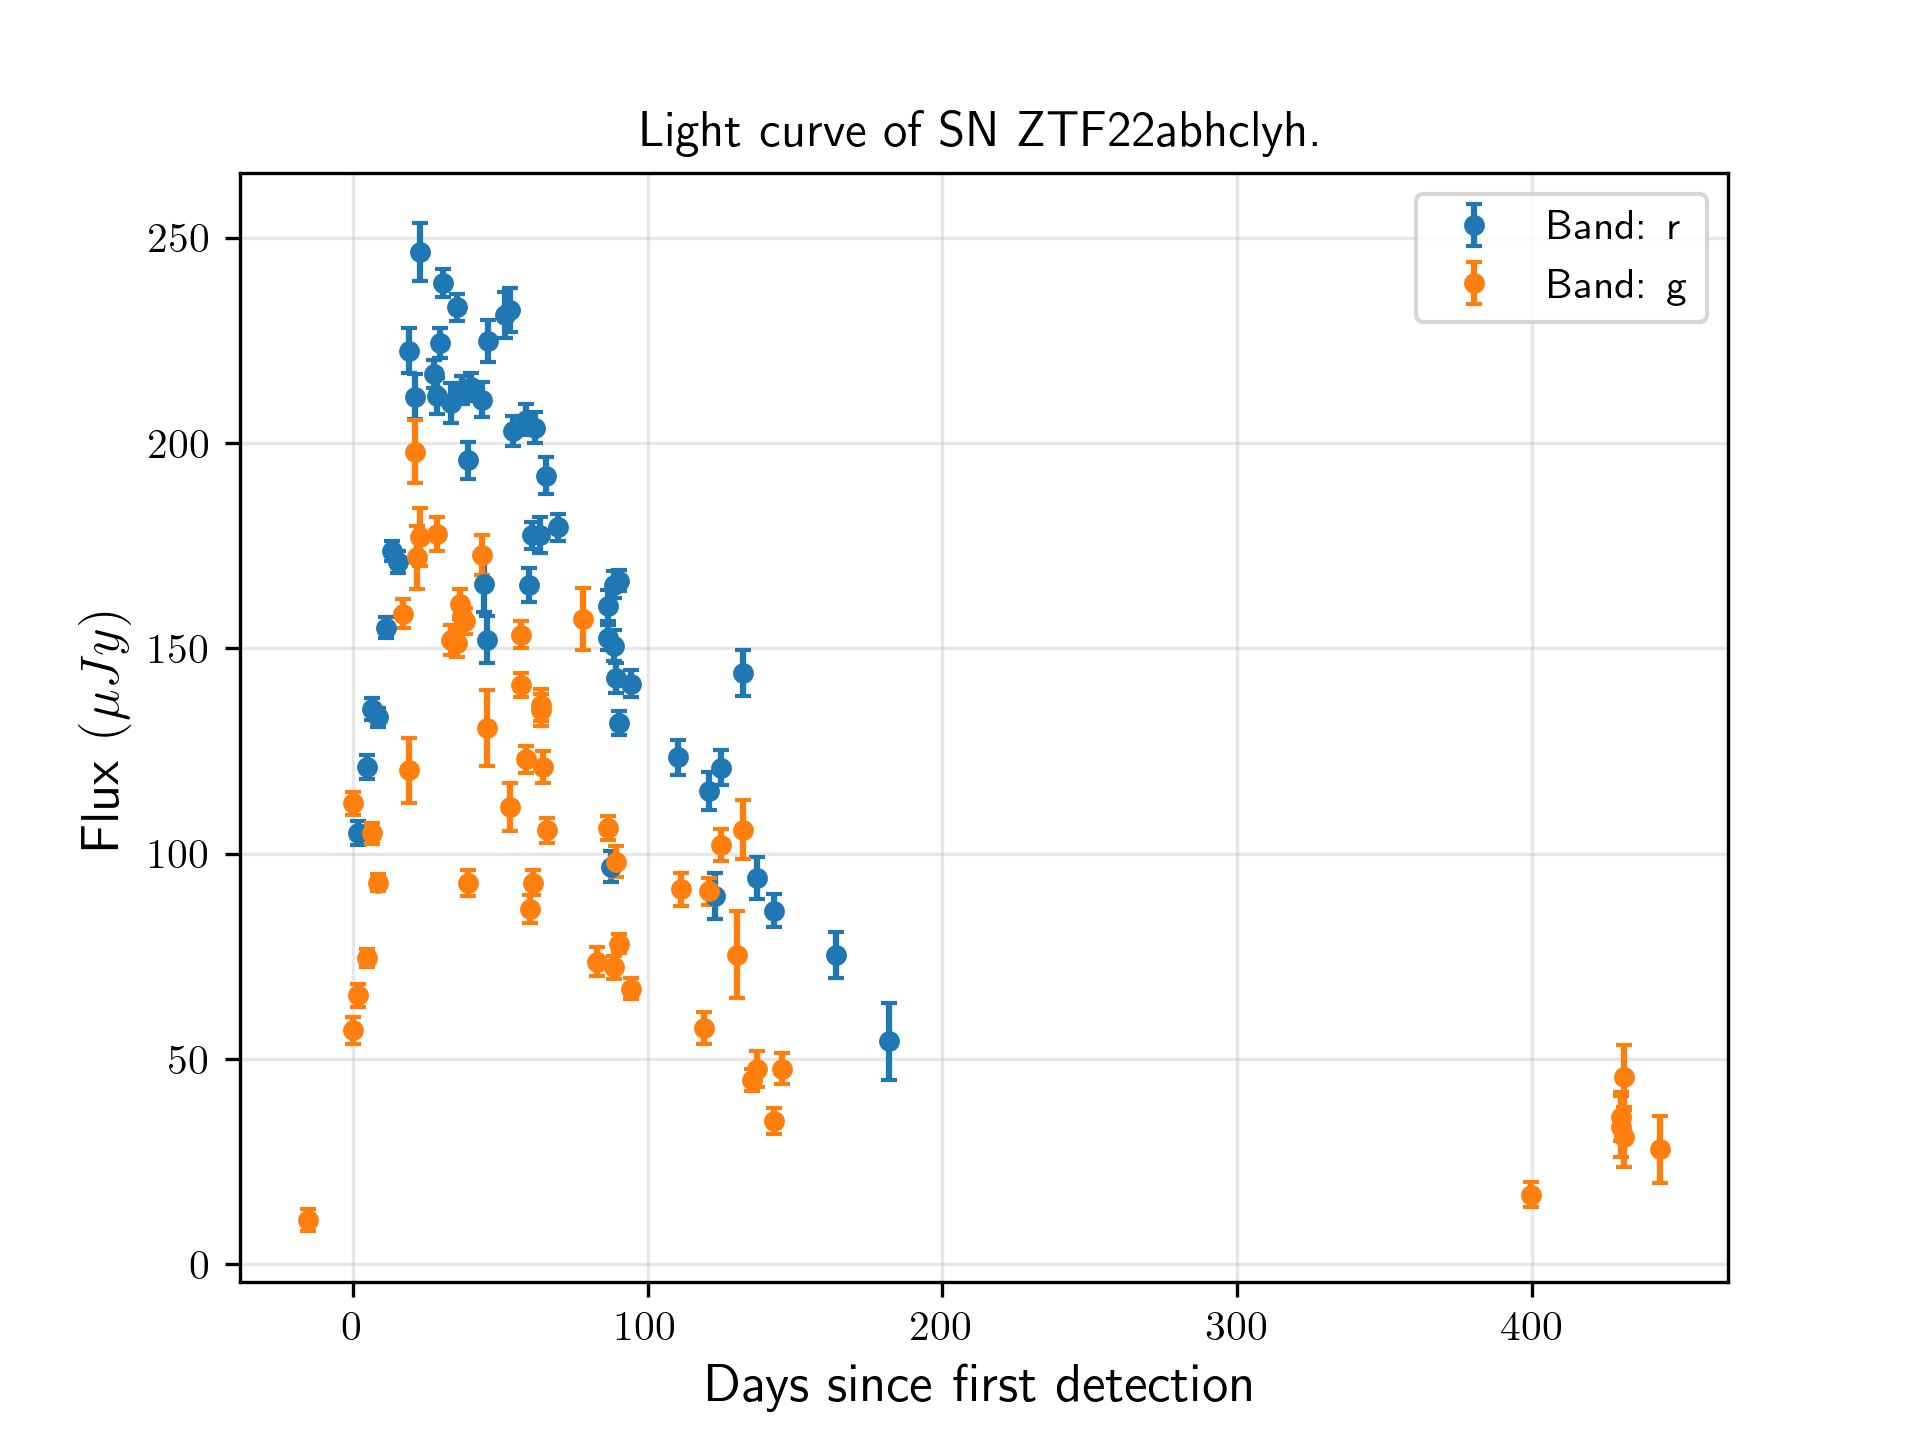 Light curve of SN ZTF22abhclyh.
Band: r
Band: g
250
200
150
100
50
0
Flux (μJy)
0 100 200 300 400
Days since first detection